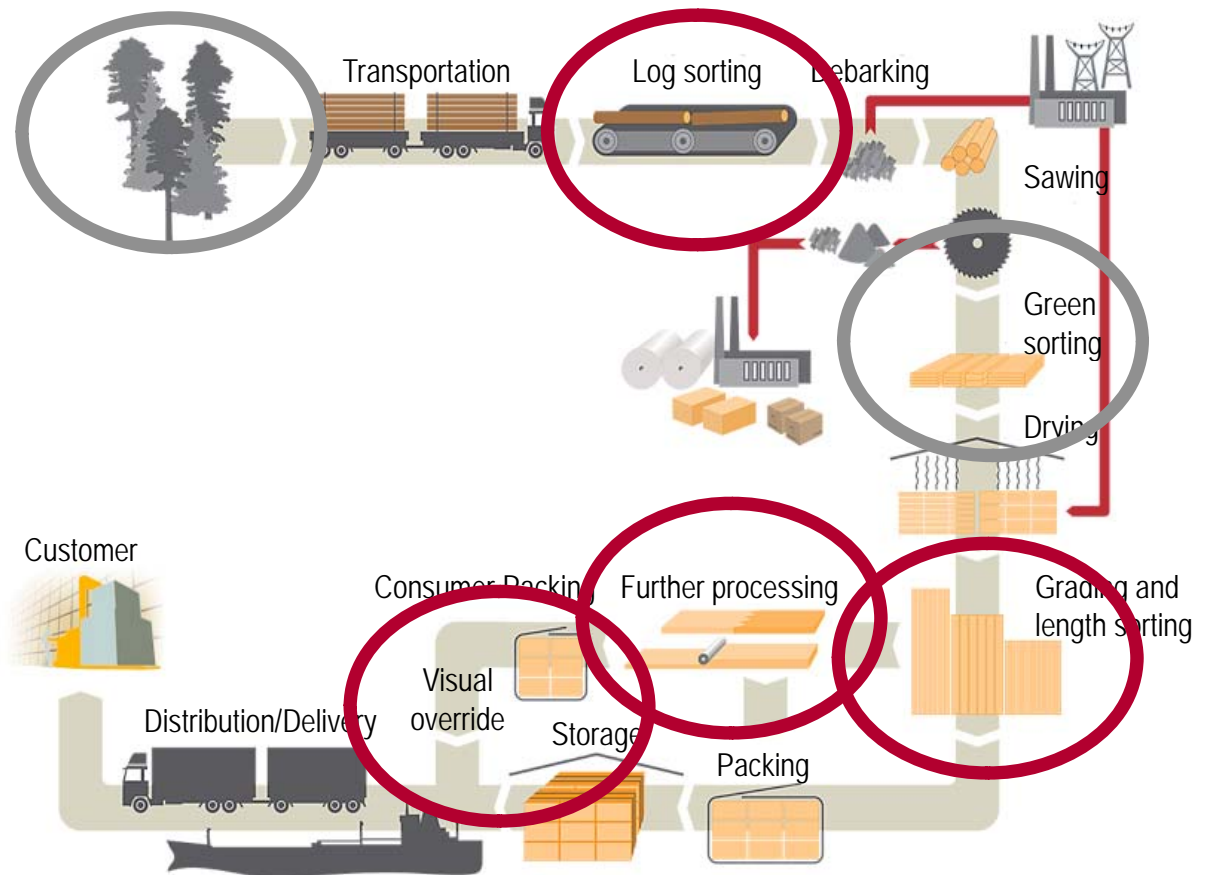 Transportation
Log sorting
Debarking
Sawing
Green
sorting
Drying
Customer
Consumer Packing
Further processing
Grading and
length sorting
Visual
override
Distribution/Delivery
Storage
Packing